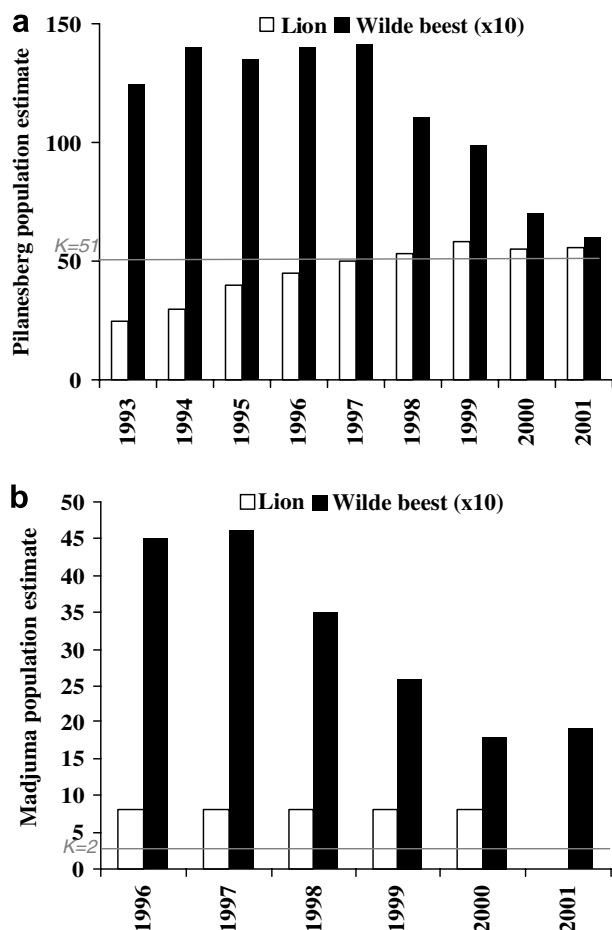 a
Lion Wilde beest (x10)
Pilanesberg population estimate
150
100
K=51
50
0
1993 1994 1995 1996 1997 1998 1999 2000 2001
b
Lion Wilde beest (x10)
Madjuma population estimate
50
45
40
35
30
25
20
15
10
5
K=2
0
1996 1997 1998 1999 2000 2001